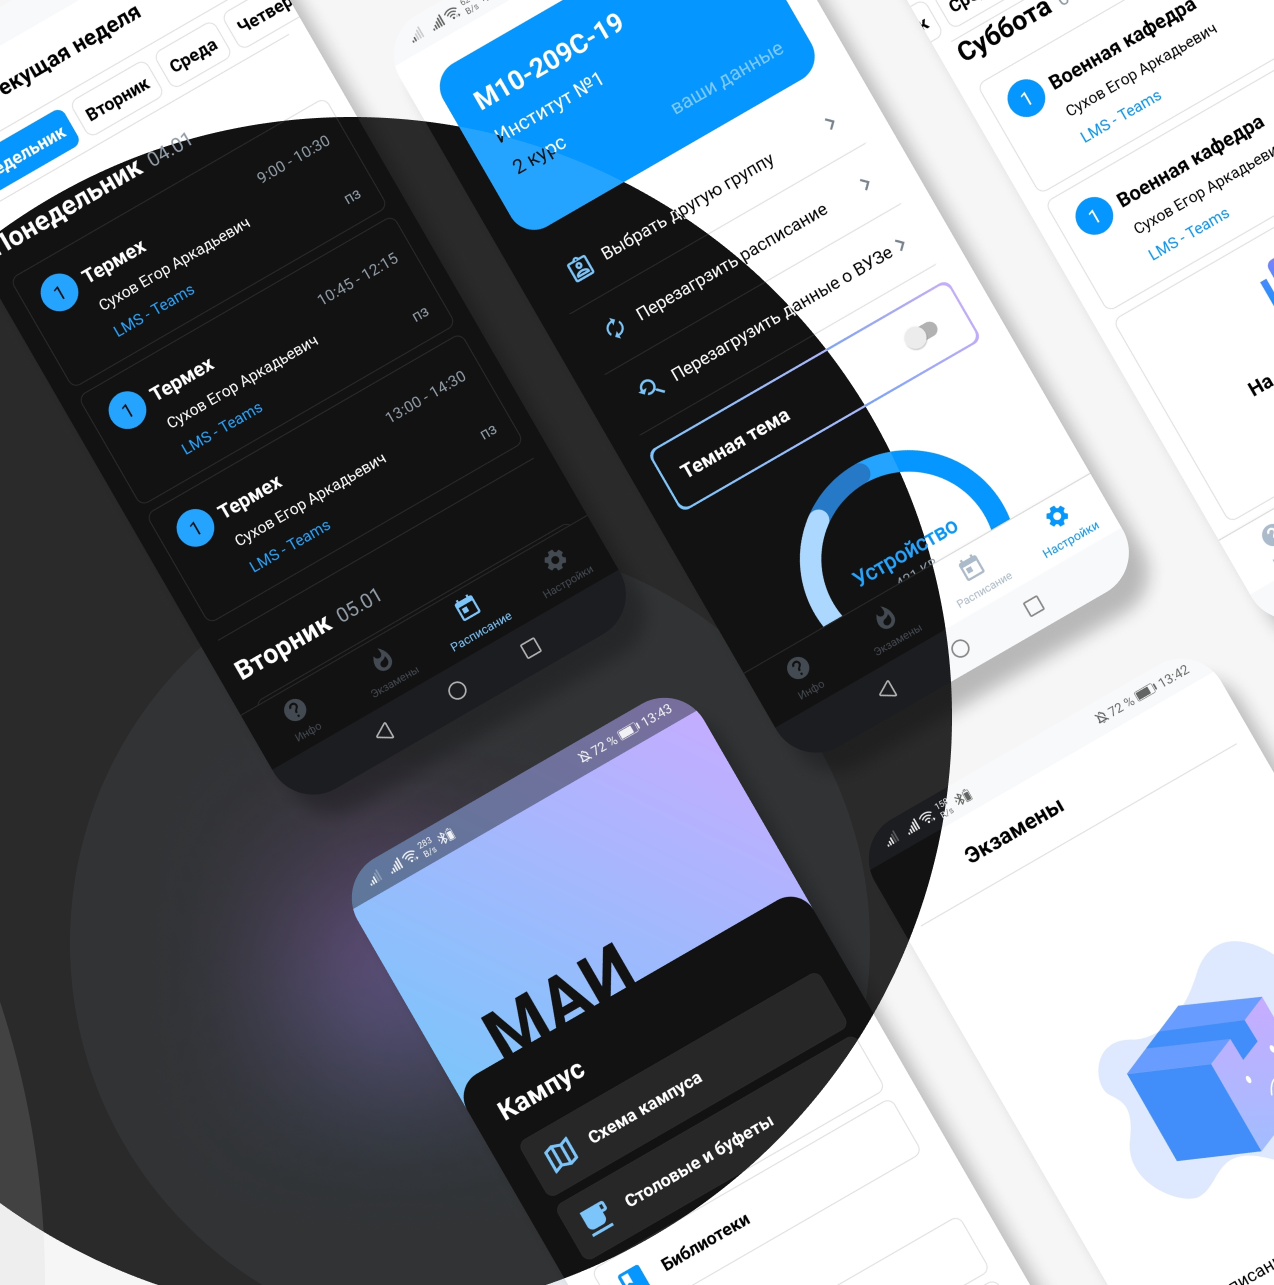 екущая неделя
едельник
Вторник
Среда
Четвер
Понедельник 04.01
1
Термех
9:00 - 10:30
Сухов Егор Аркадьевич
LMS - Teams
пз
1
Термех
10:45 - 12:15
Сухов Егор Аркадьевич
LMS - Teams
пз
1
Термех
13:00 - 14:30
Сухов Егор Аркадьевич
LMS - Teams
пз
Вторник 05.01
Инфо
Экзамены
Расписание
Настройки
B/s
М10-209С-19
Институт №1
2 курс
ваши данные
Выбрать другую группу
Перезагрзить расписание
Перезагрузить данные о ВУЗе
Темная тема
Устройство
Инфо
Экзамены
Расписание
Настройки
Суббота
1
Военная кафедра
Сухов Егор Аркадьевич
LMS - Teams
1
Военная кафедра
Сухов Егор Аркадьеви
LMS - Teams
На
283
B/s
72 %
13:43
МАИ
Кампус
Схема кампуса
Столовые и буфеты
Библиотеки
B/s
72 %
13:42
Экзамены